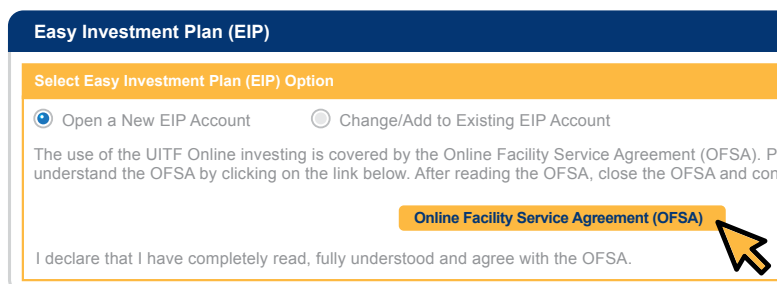 Easy Investment Plan (EIP)
Select Easy Investment Plan (EIP) Option
Open a New EIP Account Change/Add to Existing EIP Account
The use of the UITF Online investing is covered by the Online Facility Service Agreement (OFSA). P
understand the OFSA by clicking on the link below. After reading the OFSA, close the OFSA and con
Online Facility Service Agreement (OFSA)
I declare that I have completely read, fully understood and agree with the OFSA.